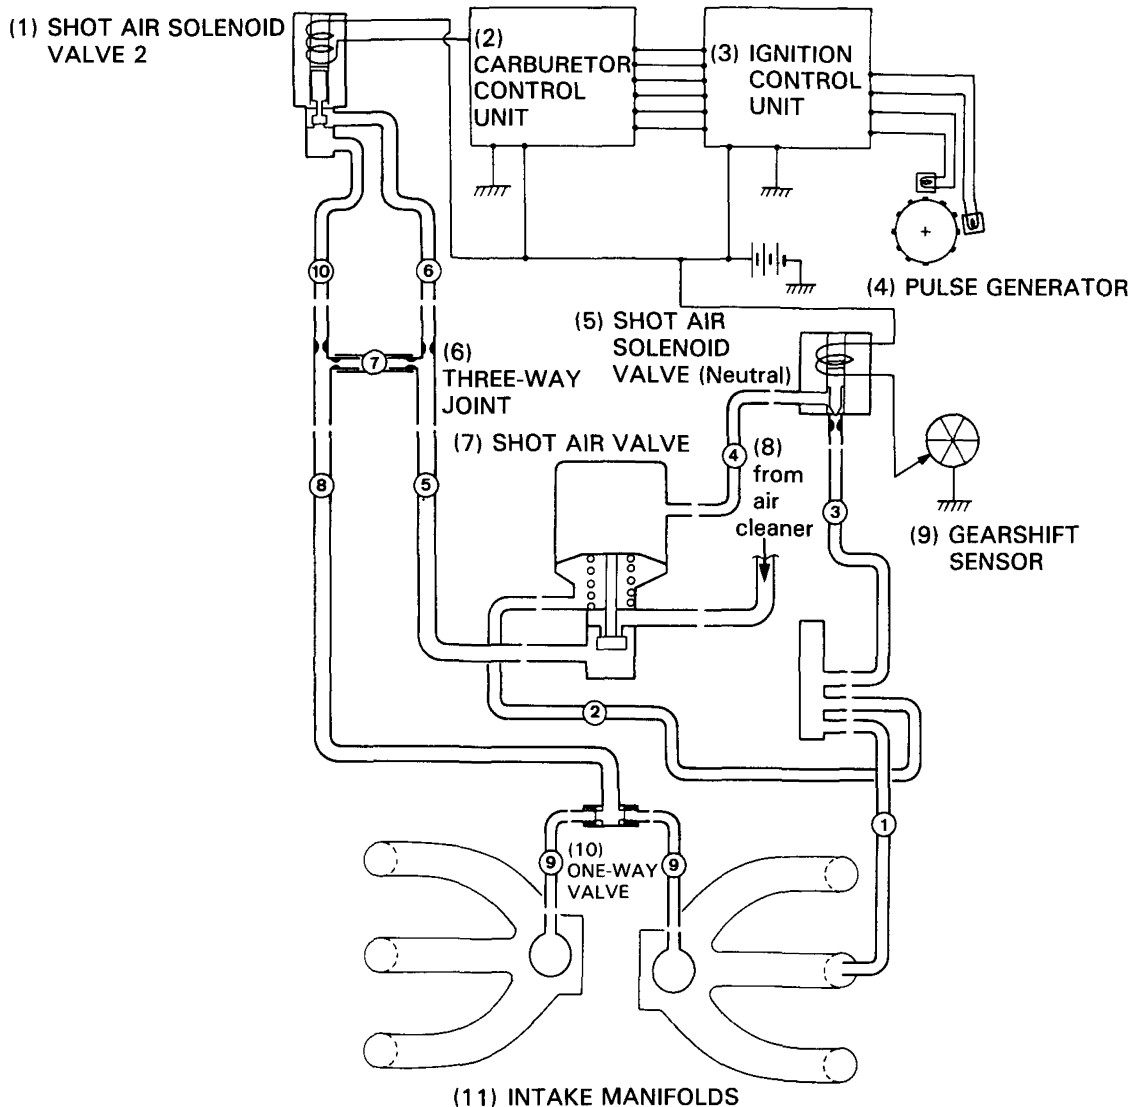 (1) SHOT AIR SOLENOID
VALVE 2
(2)
CARBURETOR
CONTROL
UNIT
(3) IGNITION
CONTROL
UNIT
(4) PULSE GENERATOR
10
6
(5) SHOT AIR
SOLENOID
VALVE (Neutral)
7
(6)
THREE-WAY
JOINT
(7) SHOT AIR VALVE
4
(8)
from
air
cleaner
8
5
3
(9) GEARSHIFT
SENSOR
2
1
9
(10)
ONE-WAY
VALVE
9
(11) INTAKE MANIFOLDS